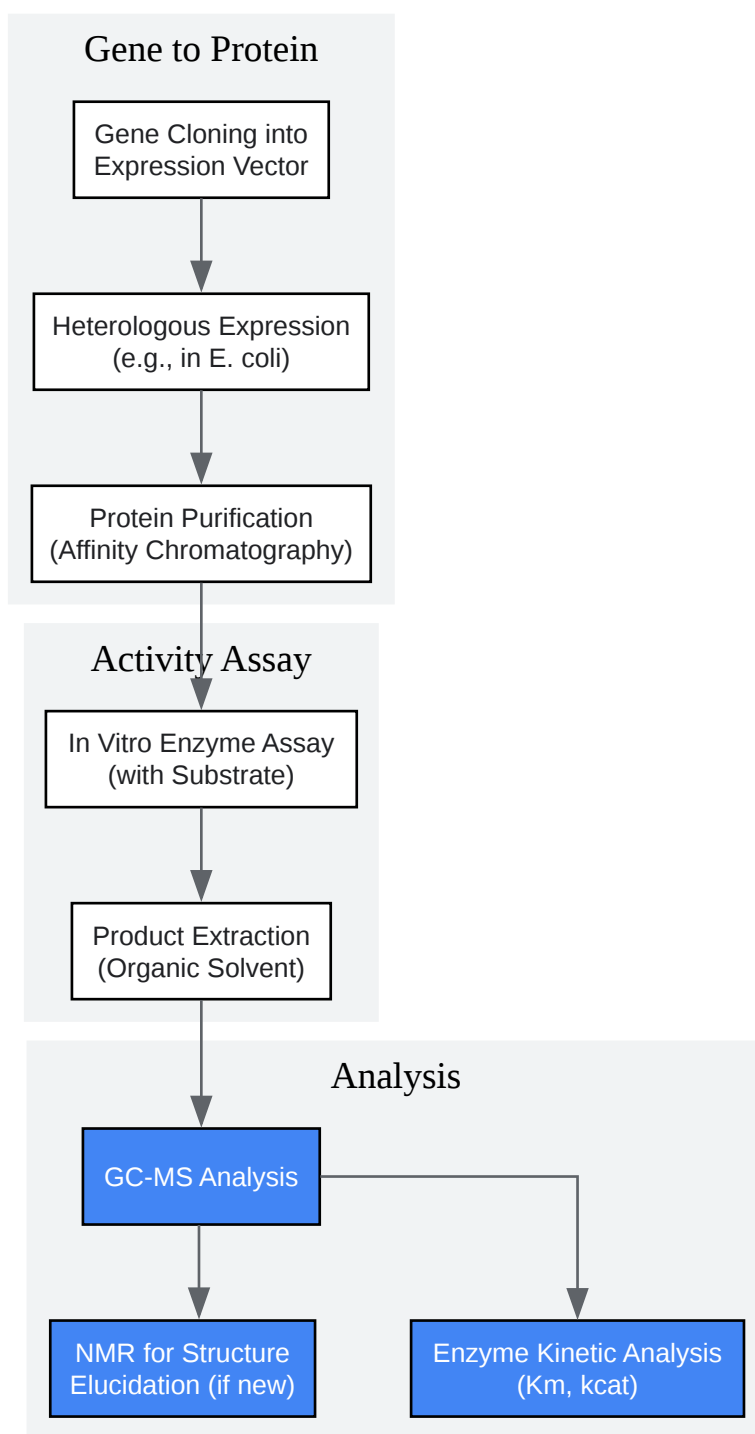 Gene to Protein
Gene Cloning into
Expression Vector
Heterologous Expression
(e.g., in E. coli)
Protein Purification
(Affinity Chromatography)
Activity Assay
In Vitro Enzyme Assay
(with Substrate)
Product Extraction
(Organic Solvent)
Analysis
GC-MS Analysis
NMR for Structure
Elucidation (if new)
Enzyme Kinetic Analysis
(Km, kcat)